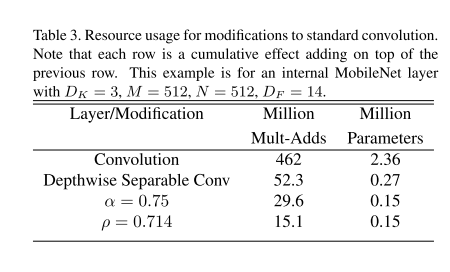 Table 3. Resource usage for modifications to standard convolution.
Note that each row is a cumulative effect adding on top of the
previous row. This example is for an internal MobileNet layer
with D_K = 3, M = 512, N = 512, D_F = 14.
Layer/Modification Million Million
Mult-Adds Parameters
Convolution 462 2.36
Depthwise Separable Conv 52.3 0.27
α = 0.75 29.6 0.15
ρ = 0.714 15.1 0.15